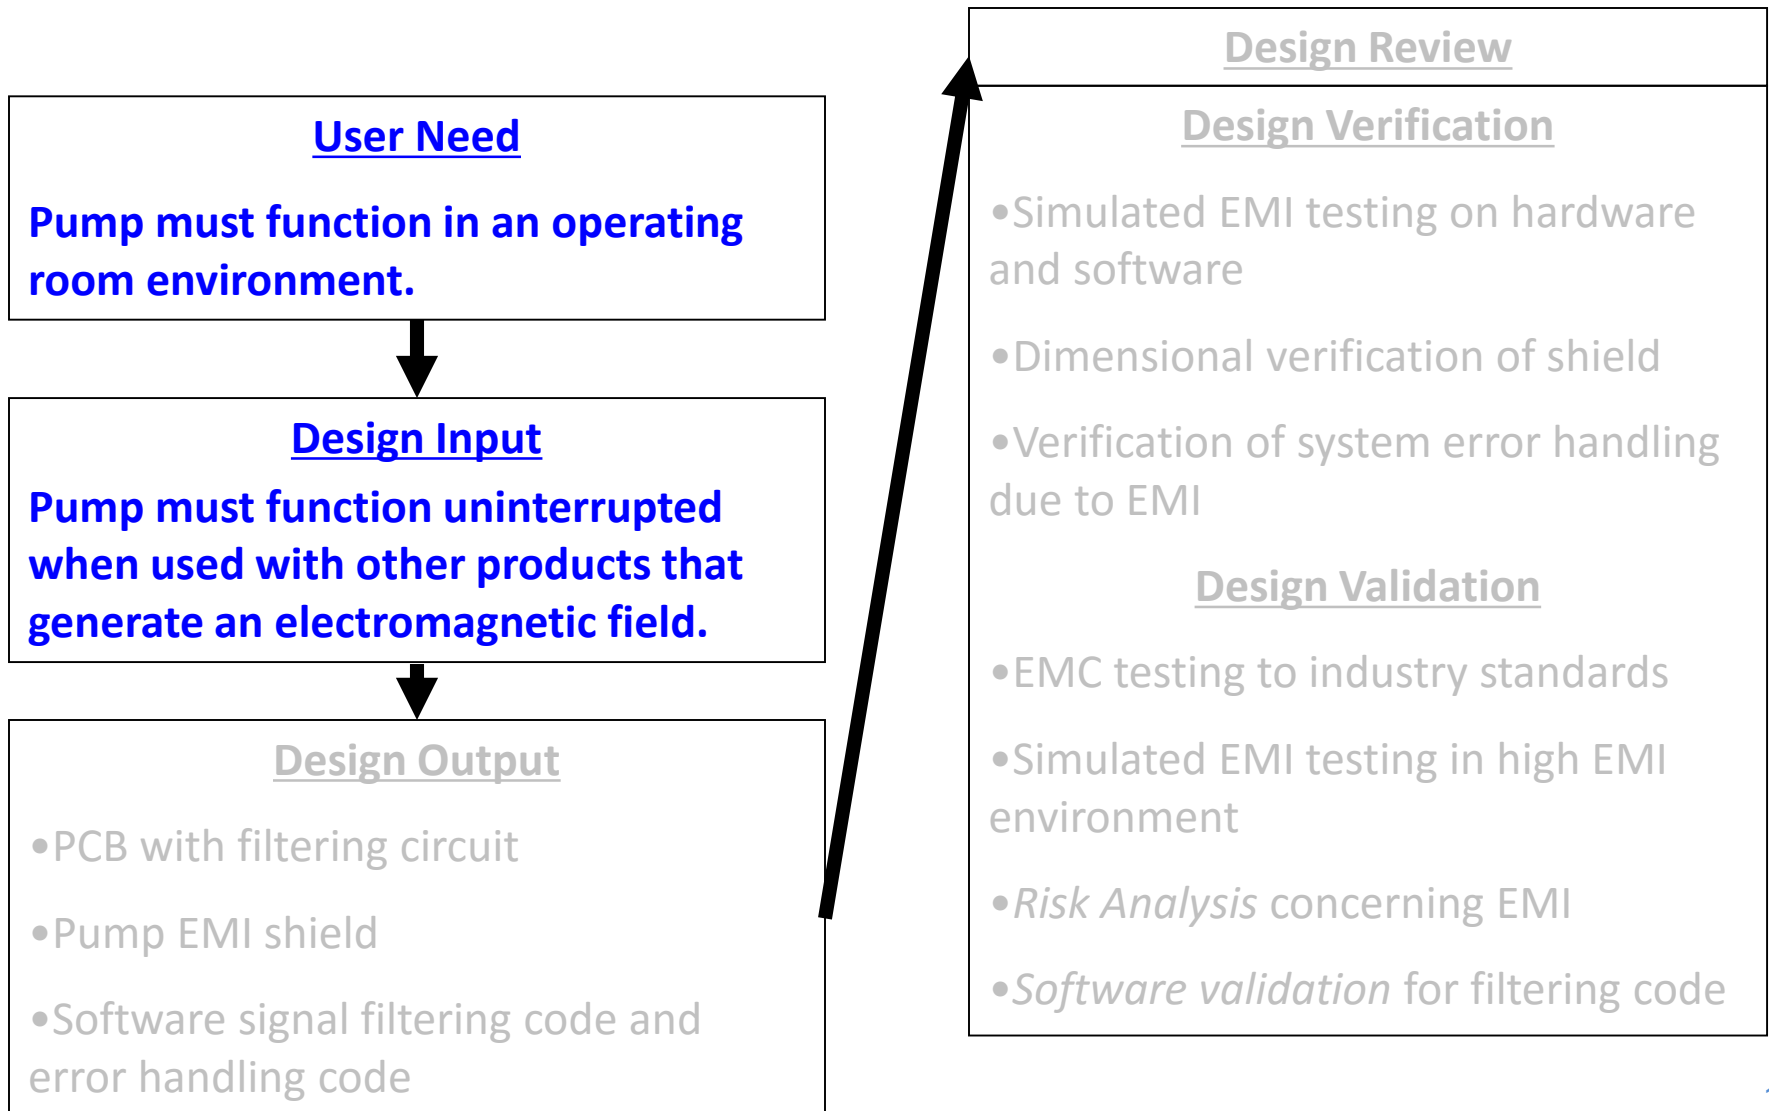 User Need
Pump must function in an operating
room environment.
Design Input
Pump must function uninterrupted
when used with other products that
generate an electromagnetic field.
Design Output
•PCB with filtering circuit
•Pump EMI shield
•Software signal filtering code and
error handling code
Design Review
Design Verification
•Simulated EMI testing on hardware
and software
•Dimensional verification of shield
•Verification of system error handling
due to EMI
Design Validation
•EMC testing to industry standards
•Simulated EMI testing in high EMI
environment
•Risk Analysis concerning EMI
•Software validation for filtering code